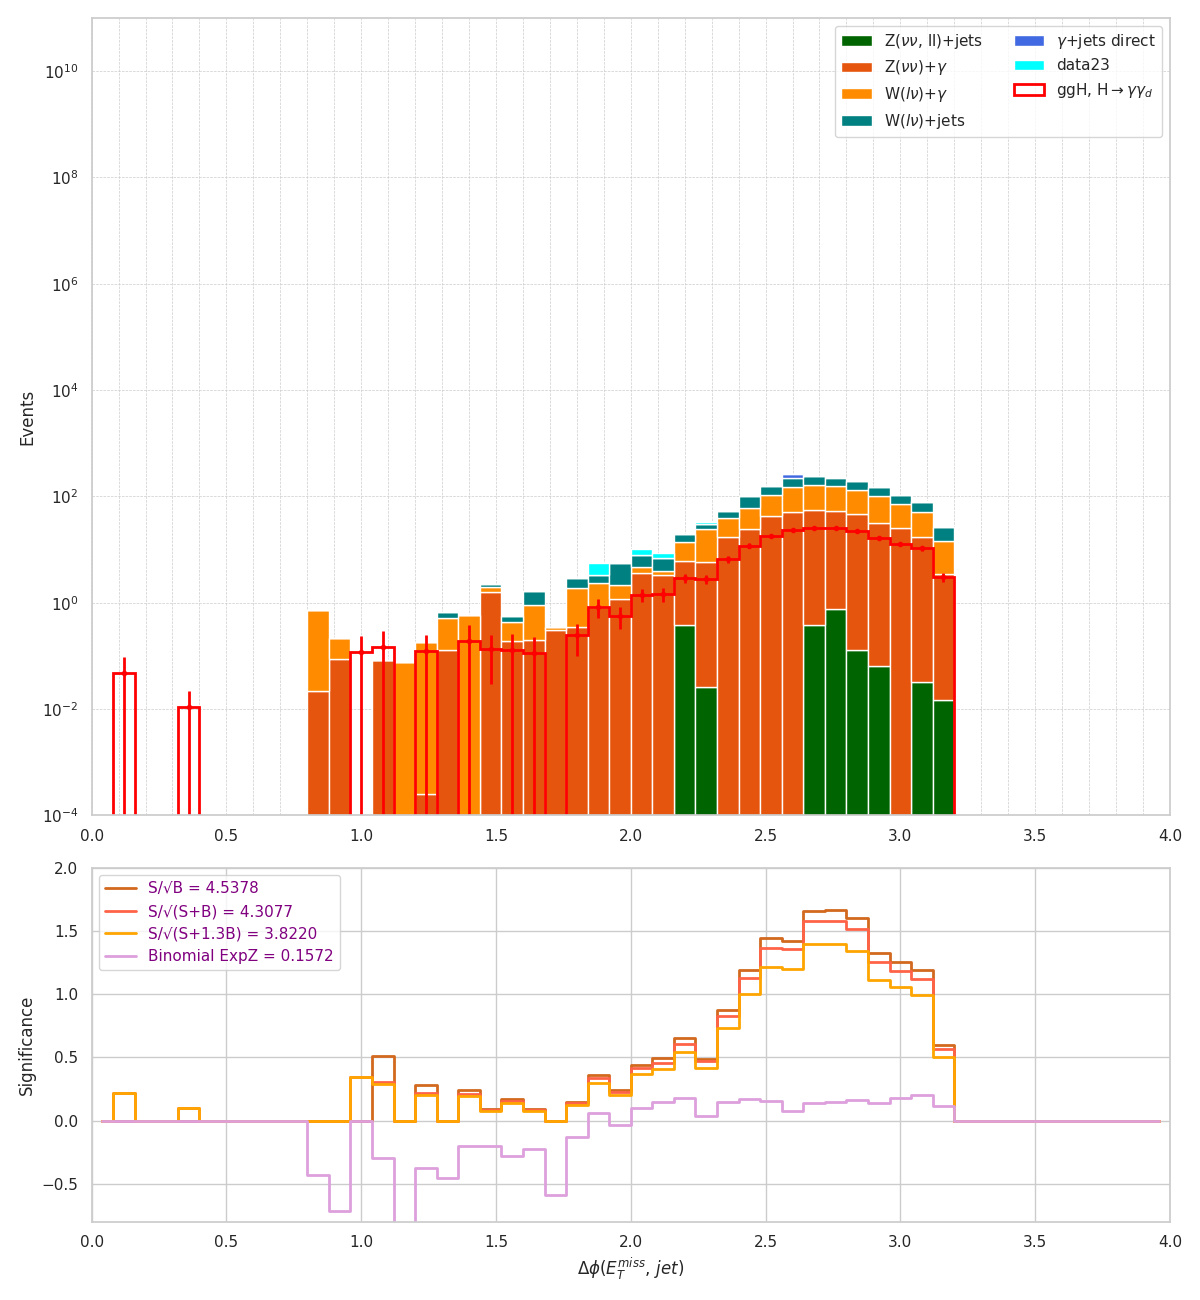 Z(νν, ll)+jets
Z(νν)+γ
W(lν)+γ
W(lν)+jets
γ+jets direct
data23
ggH, H→γγ_d
10^10
10^8
10^6
10^4
10^2
10^0
10^−2
10^−4
Events
0.0 0.5 1.0 1.5 2.0 2.5 3.0 3.5 4.0
S/√B = 4.5378
S/√(S+B) = 4.3077
S/√(S+1.3B) = 3.8220
Binomial ExpZ = 0.1572
2.0
1.5
1.0
0.5
0.0
−0.5
Significance
0.0 0.5 1.0 1.5 2.0 2.5 3.0 3.5 4.0
Δϕ(E_T^miss, jet)